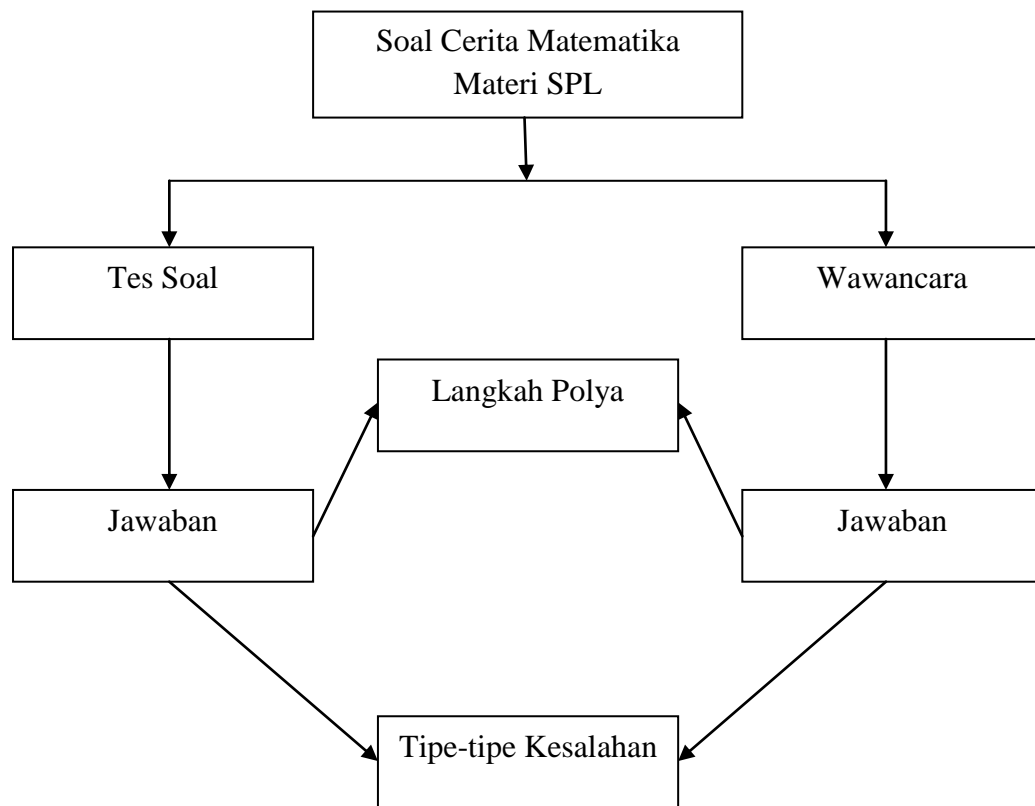 Soal Cerita Matematika
Materi SPL
Tes Soal
Wawancara
Langkah Polya
Jawaban
Jawaban
Tipe-tipe Kesalahan